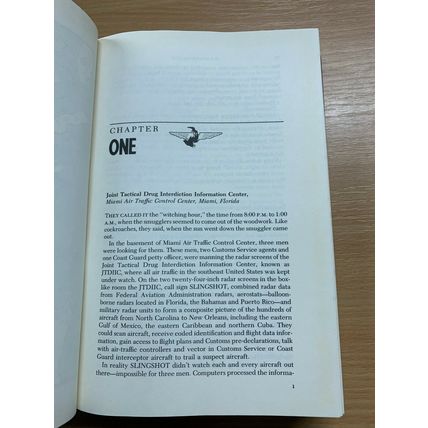 CHAPTER
ONE
Joint Tactical Drug Interdiction Information Center,
Miami Air Traffic Control Center, Miami, Florida
THEY CALLED IT the "witching hour," the time from 8:00 P.M. to 1:00
A.M., when the smugglers seemed to come out of the woodwork. Like
cockroaches, they said, when the sun went down the smuggler came
out.
In the basement of Miami Air Traffic Control Center, three men
were looking for them. These men, two Customs Service agents and
one Coast Guard petty officer, were manning the radar screens of the
Joint Tactical Drug Interdiction Information Center, known as
JTDIIC, where all air traffic in the southeast United States was kept
under watch. On the two twenty-four-inch radar screens in the box-
like room the JTDIIC, call sign SLINGSHOT, combined radar data
from Federal Aviation Administration radars, aerostats—balloon-
borne radars located in Florida, the Bahamas and Puerto Rico—and
military radar units to form a composite picture of the hundreds of
aircraft from North Carolina to New Orleans, including the eastern
Gulf of Mexico, the eastern Caribbean and northern Cuba. They
could scan aircraft, receive coded identification and flight data infor-
mation, gain access to flight plans and Customs pre-declarations, talk
with air-traffic controllers and vector in Customs Service or Coast
Guard interceptor aircraft to trail a suspect aircraft.
In reality SLINGSHOT didn't watch each and every aircraft out
there—impossible for three men. Computers processed the informa-
1